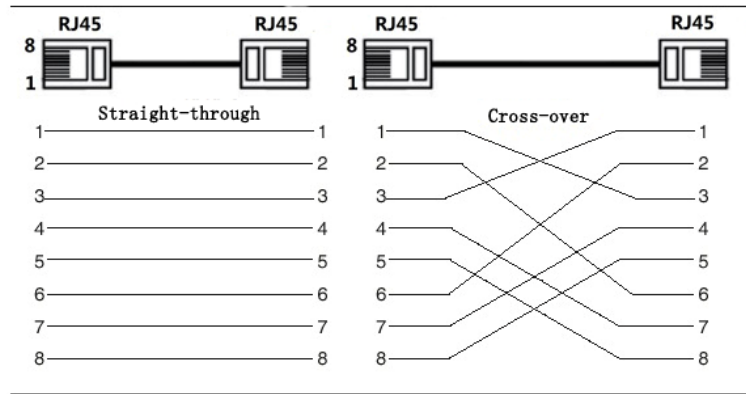 RJ45 RJ45 RJ45 RJ45
8 8
1 1
Straight-through Cross-over
1 1 1 1
2 2 2 2
3 3 3 3
4 4 4 4
5 5 5 5
6 6 6 6
7 7 7 7
8 8 8 8